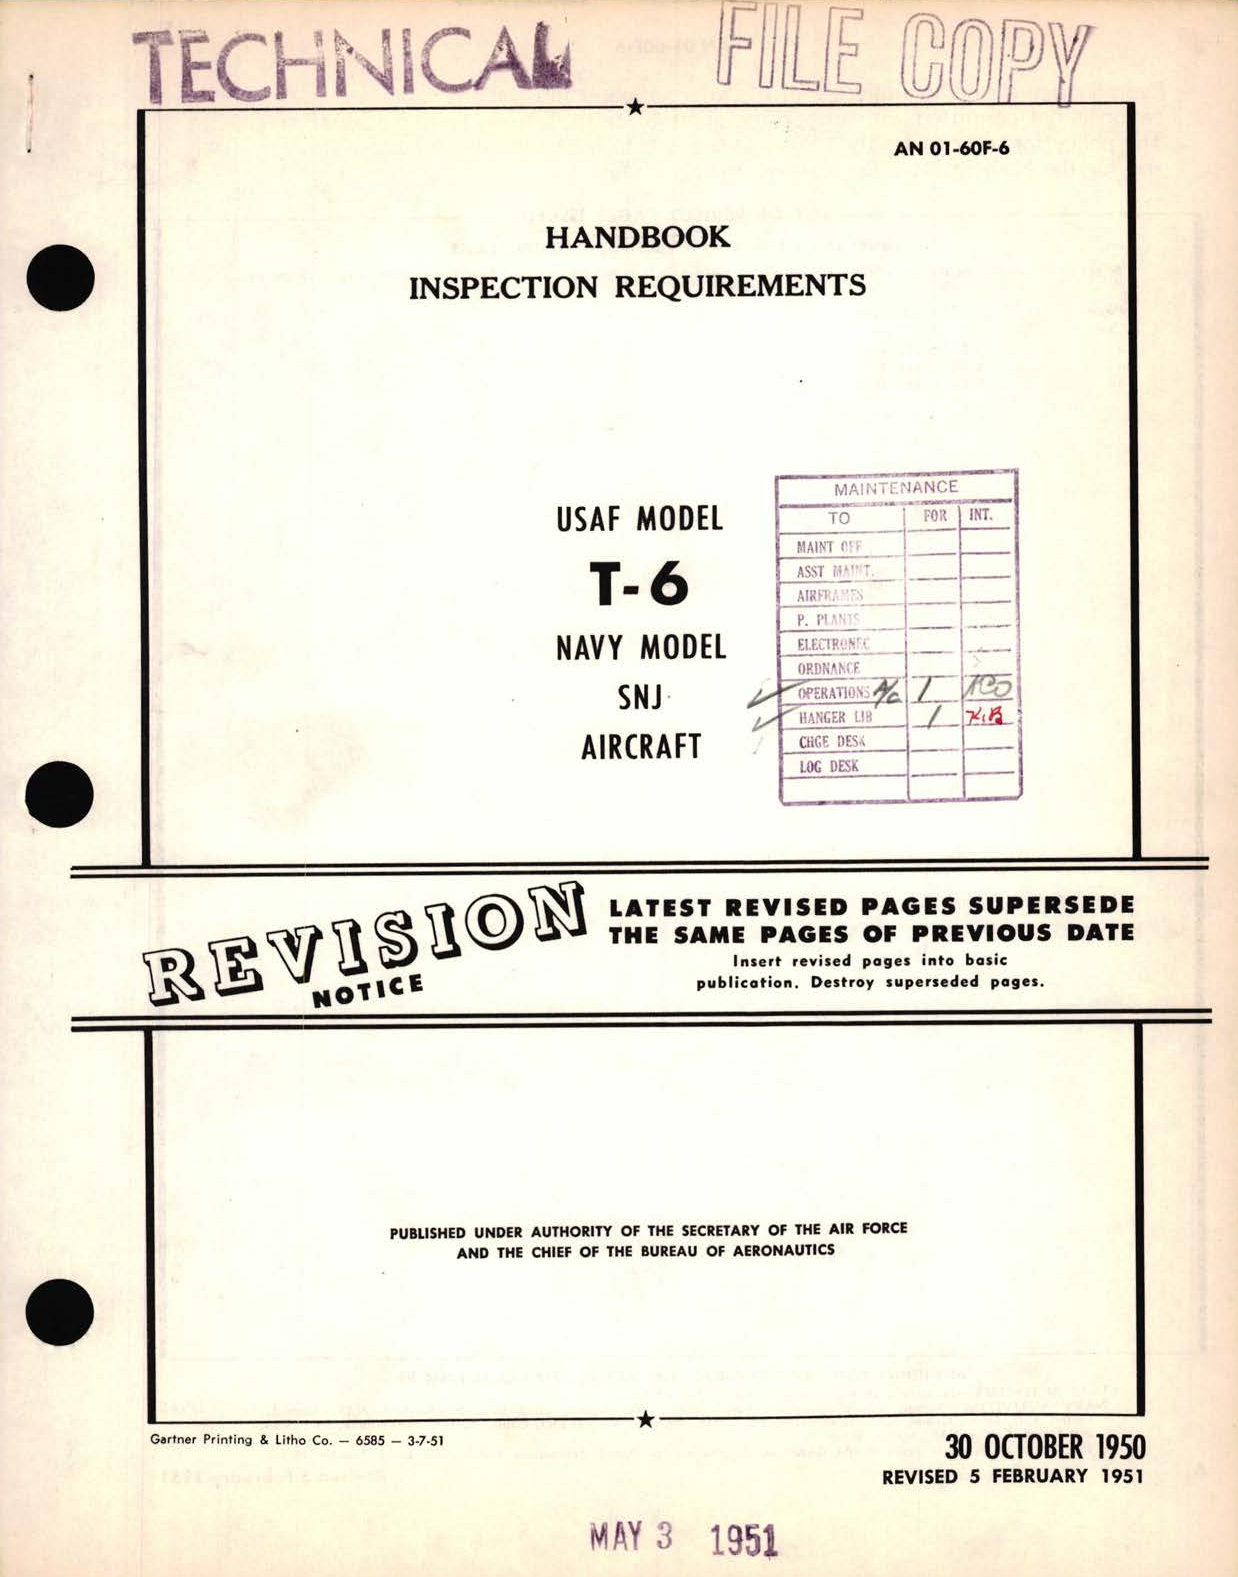 TECHNICAL FILE COPY
AN 01-60F-6
HANDBOOK
INSPECTION REQUIREMENTS
USAF MODEL
T-6
NAVY MODEL
SNJ
AIRCRAFT
MAINTENANCE
TO FOR INT.
MAINT OFF
ASST MAINT.
AIRFRAMES
P. PLANTS
ELECTRONEC
ORDNANCE
OPERATIONS A/C 1
HANGER LIB 1
CHGE DESK
LOG DESK
REVISION
NOTICE
LATEST REVISED PAGES SUPERSEDE
THE SAME PAGES OF PREVIOUS DATE
Insert revised pages into basic
publication. Destroy superseded pages.
PUBLISHED UNDER AUTHORITY OF THE SECRETARY OF THE AIR FORCE
AND THE CHIEF OF THE BUREAU OF AERONAUTICS
Gartner Printing & Litho Co. — 6585 — 3-7-51
30 OCTOBER 1950
REVISED 5 FEBRUARY 1951
MAY 3 1951